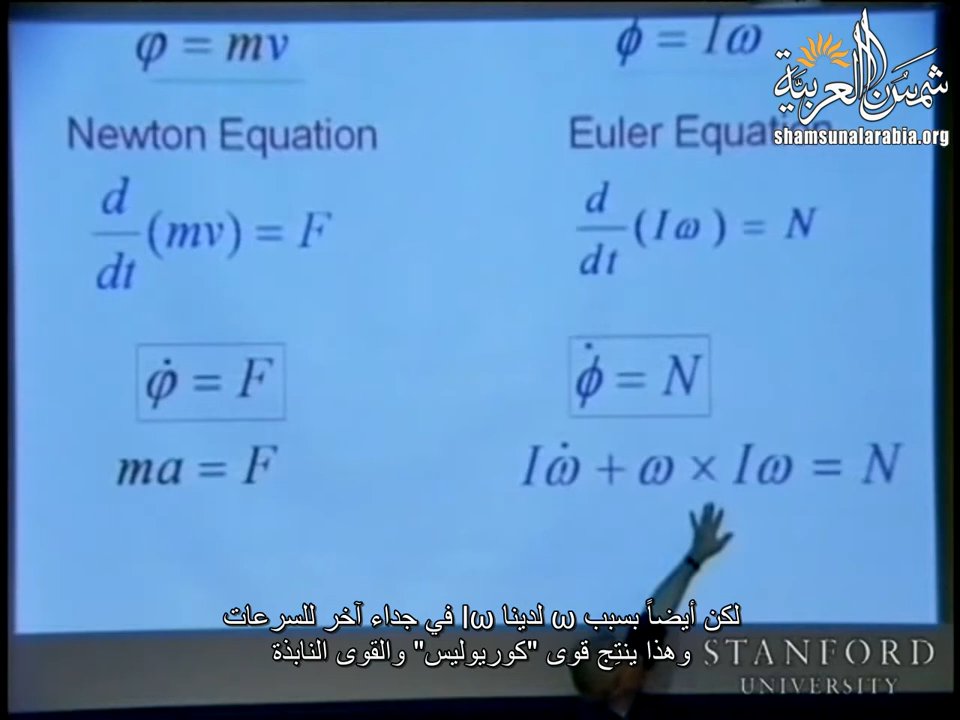 φ = mv
ϕ = Iω
شمس العربية
shamsunalarabia.org
Newton Equation
Euler Equation
d/dt (mv) = F
d/dt (Iω) = N
φ̇ = F
ϕ̇ = N
ma = F
Iω̇ + ω × Iω = N
لكن أيضاً بسبب ω لدينا Iω في جداء آخر للسرعات
وهذا ينتِج قوى "كوريوليس" والقوى النابذة
STANFORD
UNIVERSITY